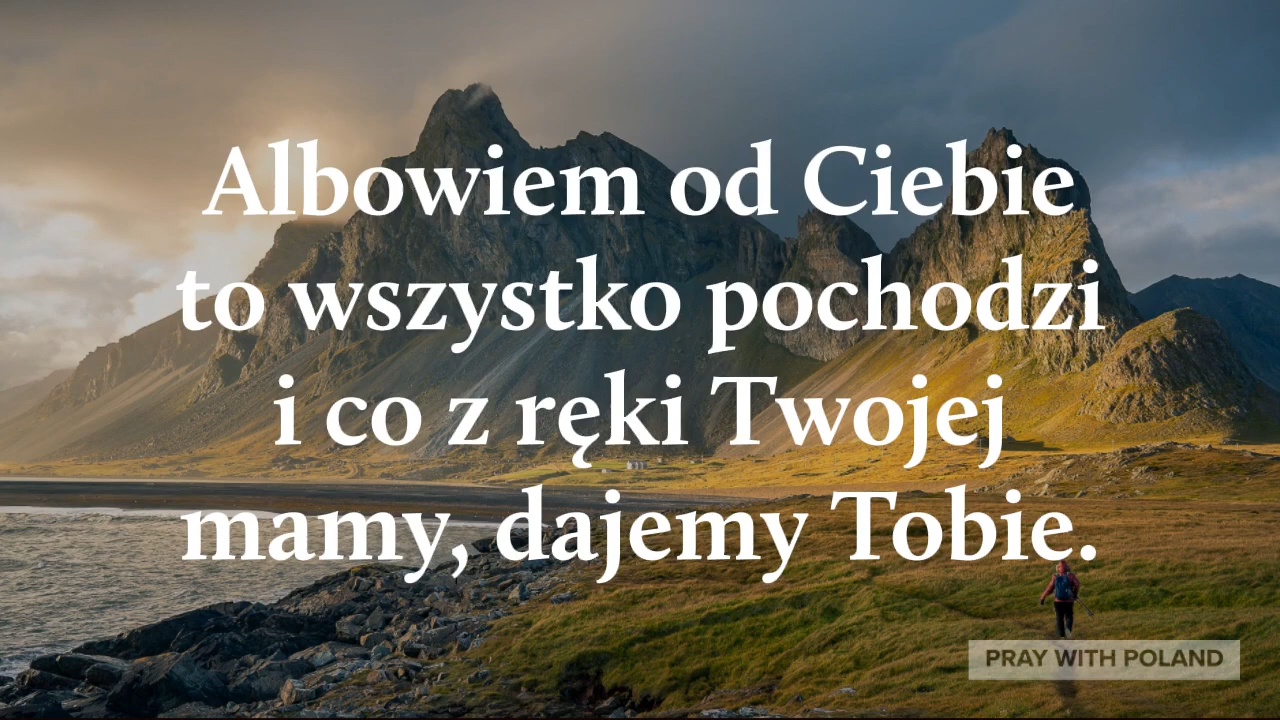 Albowiem od Ciebie
to wszystko pochodzi
i co z ręki Twojej
mamy, dajemy Tobie.
PRAY WITH POLAND